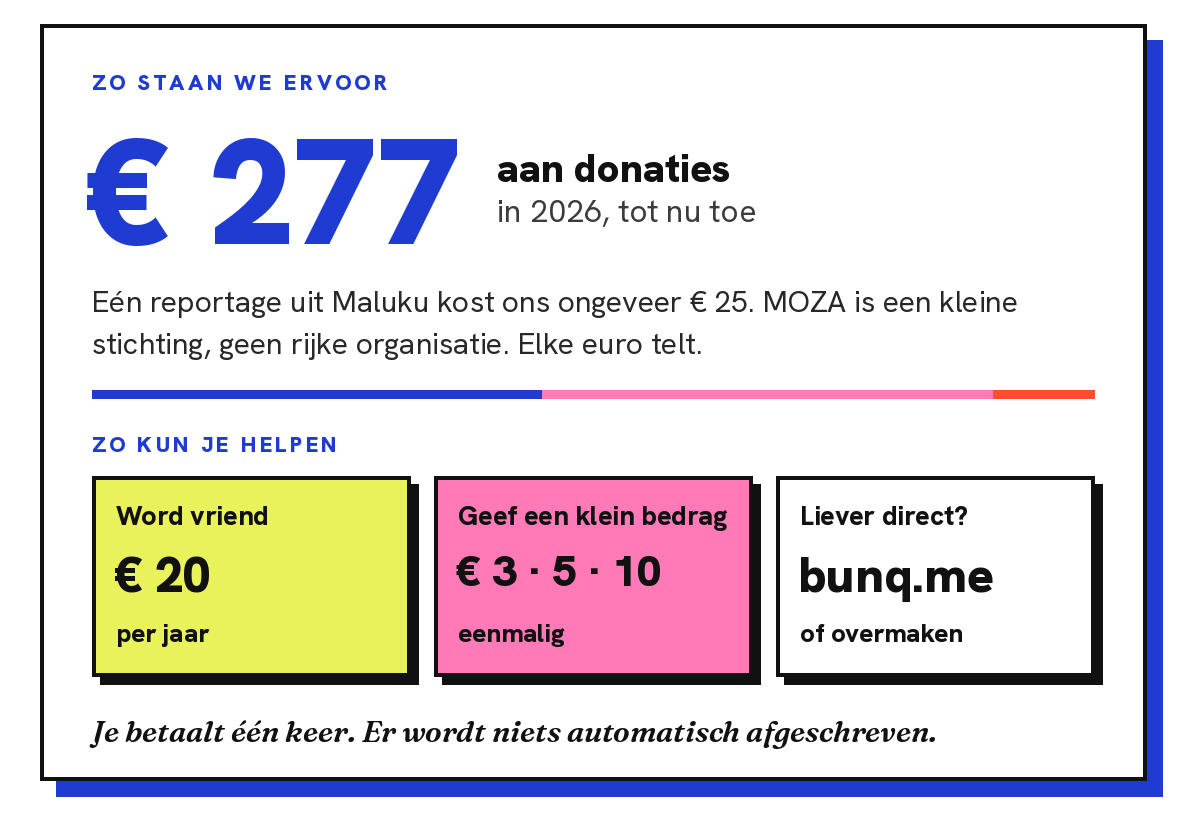 ZO STAAN WE ERVOOR
€ 277
aan donaties
in 2026, tot nu toe
Eén reportage uit Maluku kost ons ongeveer € 25. MOZA is een kleine
stichting, geen rijke organisatie. Elke euro telt.
ZO KUN JE HELPEN
Word vriend
€ 20
per jaar
Geef een klein bedrag
€ 3 · 5 · 10
eenmalig
Liever direct?
bunq.me
of overmaken
Je betaalt één keer. Er wordt niets automatisch afgeschreven.